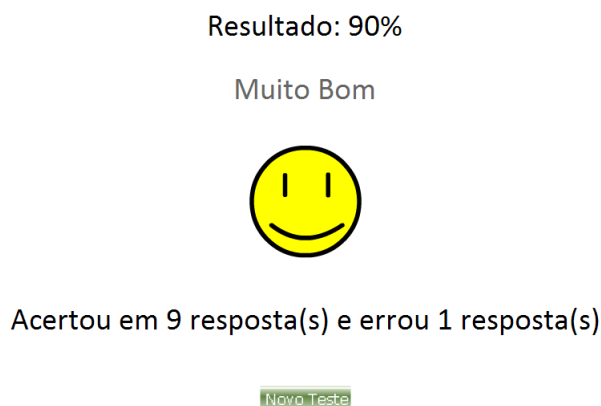 Resultado: 90%
Muito Bom
Acertou em 9 resposta(s) e errou 1 resposta(s)
Novo Teste